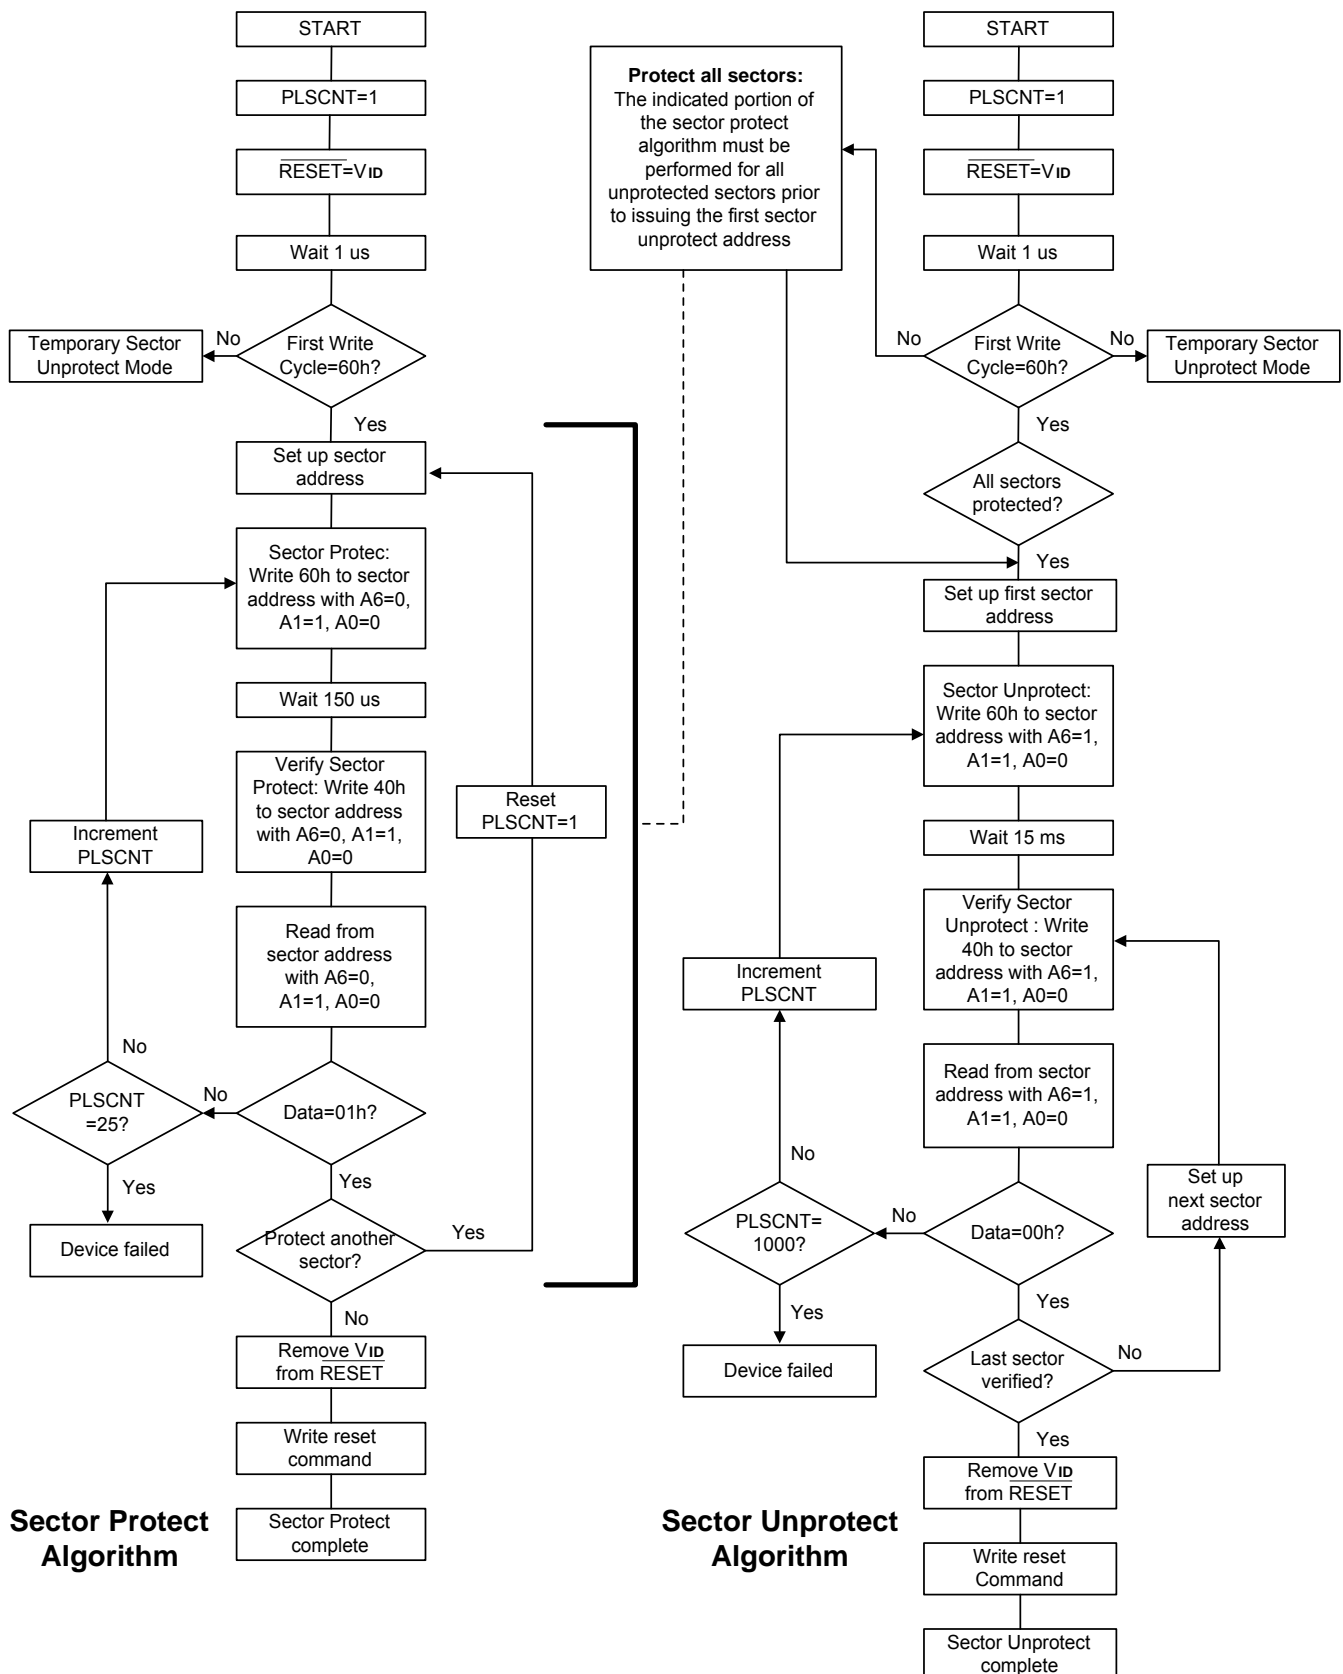 START
PLSCNT=1
RESET=VID
Wait 1 us
First Write
Cycle=60h?
No
Temporary Sector
Unprotect Mode
Yes
Set up sector
address
Sector Protec:
Write 60h to sector
address with A6=0,
A1=1, A0=0
Wait 150 us
Verify Sector
Protect: Write 40h
to sector address
with A6=0, A1=1,
A0=0
Reset
PLSCNT=1
Increment
PLSCNT
Read from
sector address
with A6=0,
A1=1, A0=0
No
PLSCNT
=25?
No
Data=01h?
Yes
Yes
Device failed
Protect another
sector?
Yes
No
Remove VID
from RESET
Write reset
command
Sector Protect
complete
Sector Protect
Algorithm
Protect all sectors:
The indicated portion of
the sector protect
algorithm must be
performed for all
unprotected sectors prior
to issuing the first sector
unprotect address
START
PLSCNT=1
RESET=VID
Wait 1 us
No
First Write
Cycle=60h?
No
Temporary Sector
Unprotect Mode
Yes
All sectors
protected?
Yes
Set up first sector
address
Sector Unprotect:
Write 60h to sector
address with A6=1,
A1=1, A0=0
Wait 15 ms
Verify Sector
Unprotect : Write
40h to sector
address with A6=1,
A1=1, A0=0
Increment
PLSCNT
Read from sector
address with A6=1,
A1=1, A0=0
No
PLSCNT=
1000?
No
Data=00h?
Set up
next sector
address
Yes
Yes
Device failed
Last sector
verified?
No
Yes
Remove VID
from RESET
Write reset
Command
Sector Unprotect
complete
Sector Unprotect
Algorithm